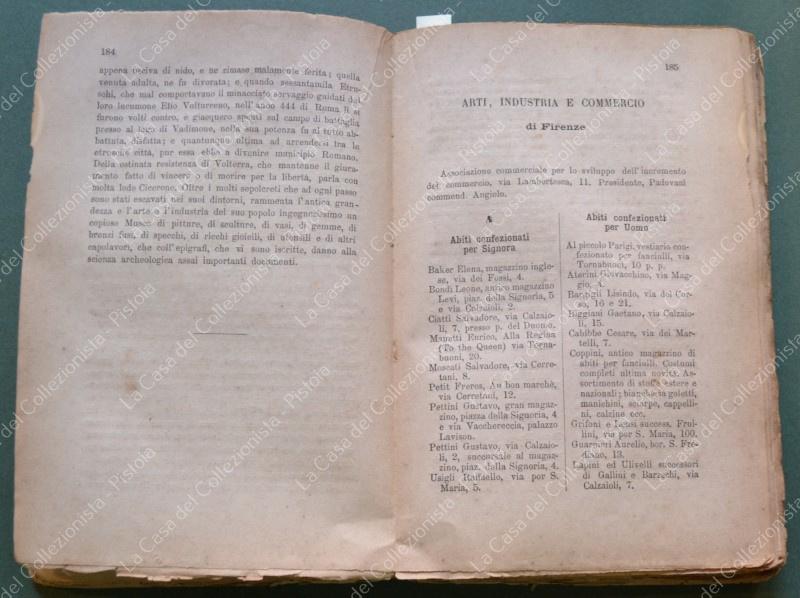 184
appena usciva di nido, e ne rimase malamente ferita; quella
venuta adulta, ne fu divorata; e quando sessantamila Etru-
schi, che mal comportavano il minacciato servaggio guidati dal
loro lucumone Elio Volturreno, nell'anno 444 di Roma li si
furono volti contro, e giacquero spenti sul campo di battaglia
presso al lago di Vadimone, nella sua potenza fu al tutto ab-
battuta, disfatta; e quantunque ultima ad arrendersi tra le
etrusche città, pur essa ebbe a divenire municipio Romano.
Della ostinata resistenza di Volterra, che mantenne il giura-
mento fatto di vincere o di morire per la libertà, parla con
molta lode Cicerone. Oltre i molti sepolcreti che ad ogni passo
sono stati escavati nei suoi dintorni, rammenta l'antica gran-
dezza e l'arte e l'industria del suo popolo ingegnosissimo un
copioso Museo di pitture, di scolture, di vasi, di gemme, di
bronzi fusi, di specchi, di ricchi gioielli, di utensili e di altri
capolavori, che coll'epigrafi, che vi sono iscritte, danno alla
scienza archeologica assai importanti documenti.
185
ARTI, INDUSTRIA E COMMERCIO
di Firenze
Associazione commerciale per lo sviluppo dell'incremento
del commercio, via Lambertesca, 11. Presidente, Padovani
commend. Angiolo.
A
Abiti confezionati
per Signora
Baker Elena, magazzino ingle-
se, via dei Fossi, 4.
Bondi Leone, antico magazzino
Levi, piaz. della Signoria, 5
e via Calzaioli, 2.
Ciatti Salvadore, via Calzaio-
li, 7, presso p. del Duomo.
Manetti Enrico, Alla Regina
(To the Queen) via Torna-
buoni, 20.
Moscati Salvadore, via Cerre-
tani, 8.
Petit Freres, Au bon marchè,
via Cerretani, 12.
Pettini Gustavo, gran magaz-
zino, piazza della Signoria, 4
e via Vacchereccia, palazzo
Lavison.
Pettini Gustavo, via Calzaio-
li, 2, succursale al magaz-
zino, piaz. della Signoria, 4.
Usigli Raffaello, via por S.
Maria, 5.
Abiti confezionati
per Uomo
Al piccolo Parigi, vestiario con-
fezionato per fanciulli, via
Tornabuoni, 10 p. p.
Aterini Giovacchino, via Mag-
gio, 4.
Bardigli Lisindo, via del Cor-
so, 16 e 21.
Biggiani Gaetano, via Calzaio-
li, 15.
Cabibbe Cesare, via dei Mar-
telli, 7.
Coppini, antico magazzino di
abiti per fanciulli. Costumi
completi ultima novità. As-
sortimento di stoffe estere e
nazionali; biancheria goletti,
manichini, sciarpe, cappelli-
ni, calzine ecc.
Grifoni e Lensi success. Frul-
lini, via por S. Maria, 100.
Guarnieri Aurelio, bor. S. Fre-
diano, 13.
Lapini ed Ulivelli successori
di Gallini e Barzechi, via
Calzaioli, 7.
La Casa del Collezionista - Pistoia